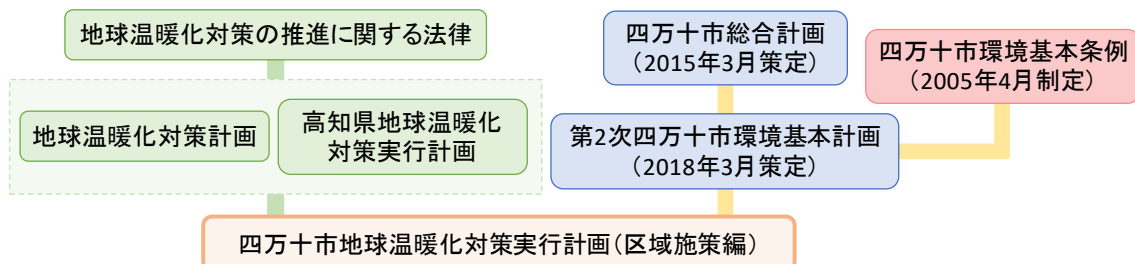 地球温暖化対策の推進に関する法律
地球温暖化対策計画
高知県地球温暖化
対策実行計画
四万十市総合計画
（2015年3月策定）
四万十市環境基本条例
（2005年4月制定）
第2次四万十市環境基本計画
（2018年3月策定）
四万十市地球温暖化対策実行計画（区域施策編）